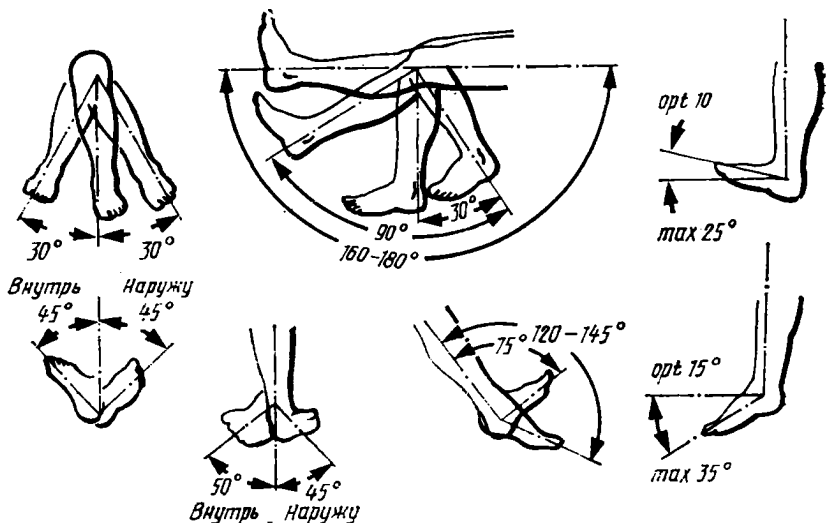 opt 10
max 25°
30° 30°
30°
90°
160–180°
Внутрь Наружу
45° 45°
75° 120–145°
opt 15°
max 35°
50° 45°
Внутрь Наружу